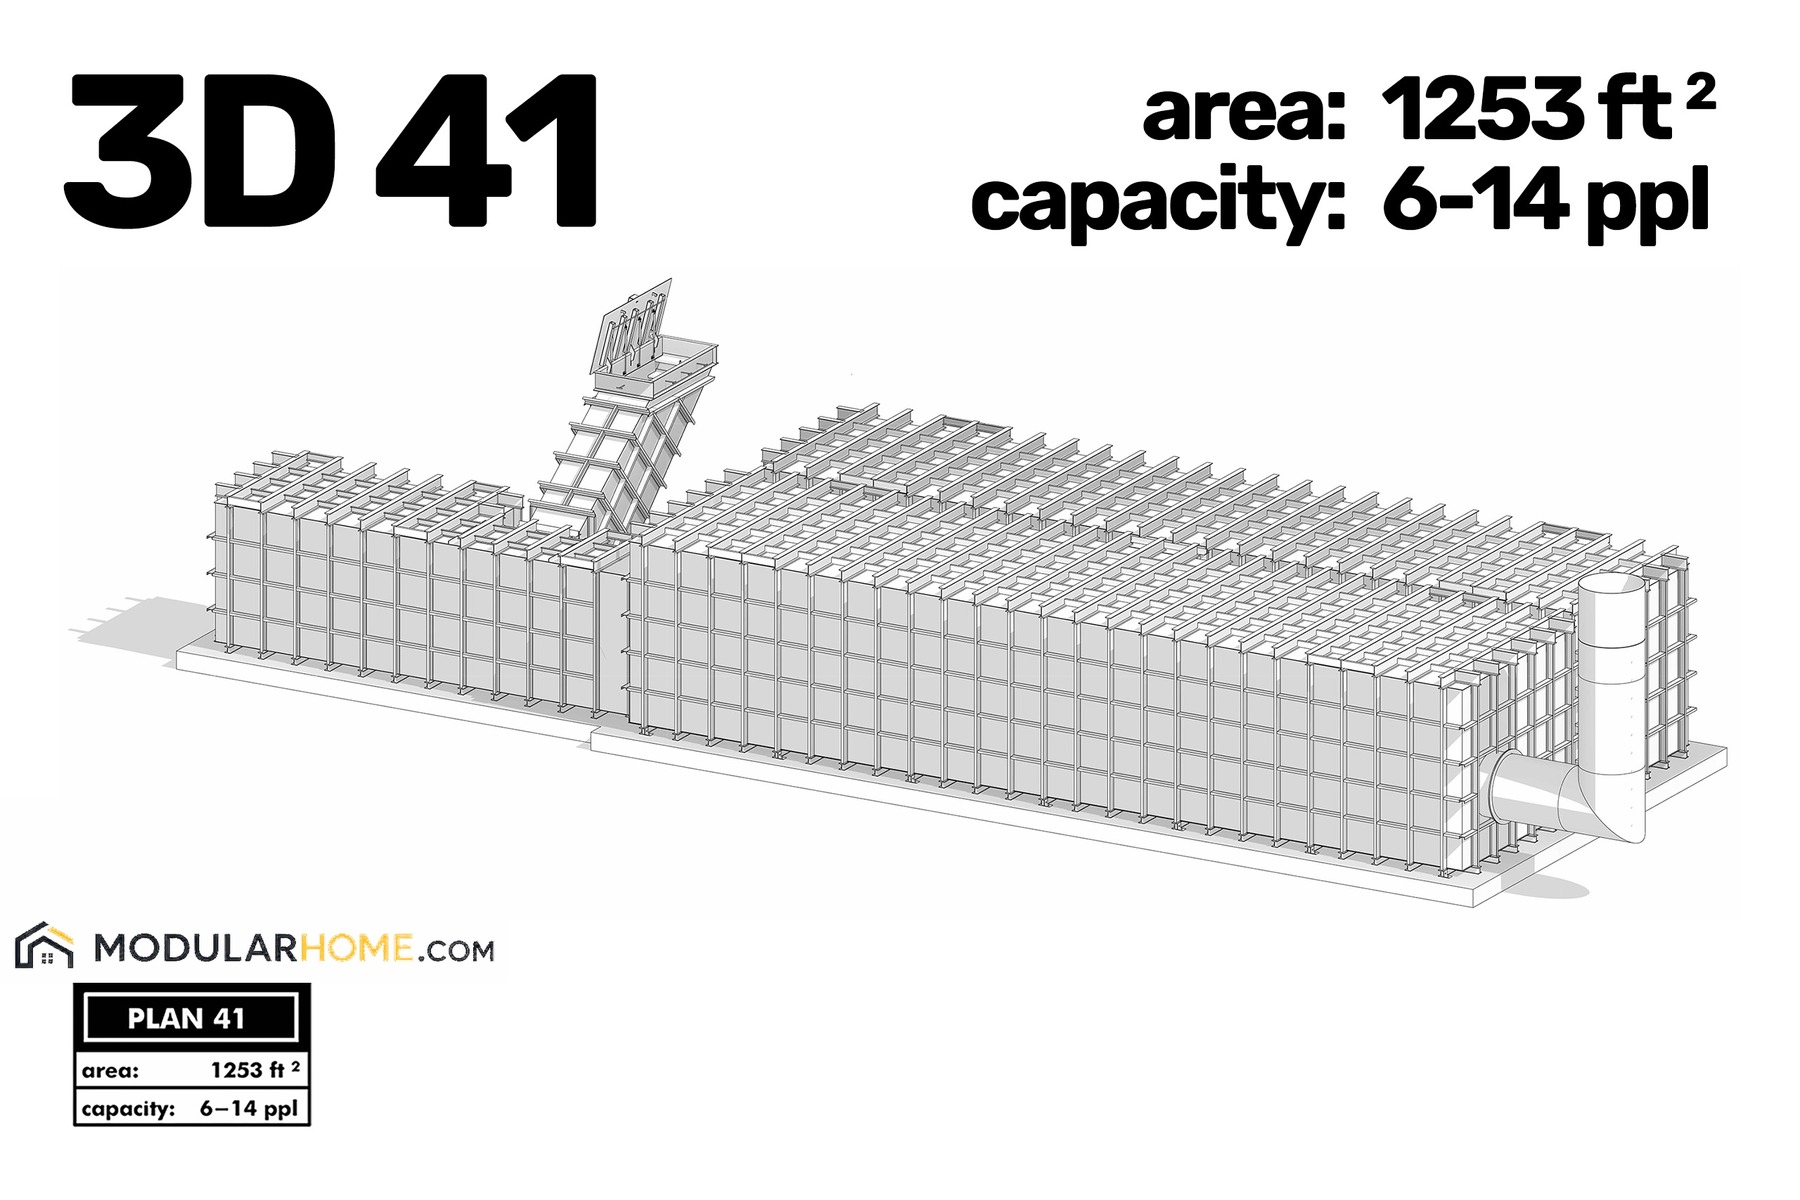 3D 41
area: 1253 ft ²
capacity: 6-14 ppl
MODULARHOME.COM
PLAN 41
area: 1253 ft ²
capacity: 6–14 ppl